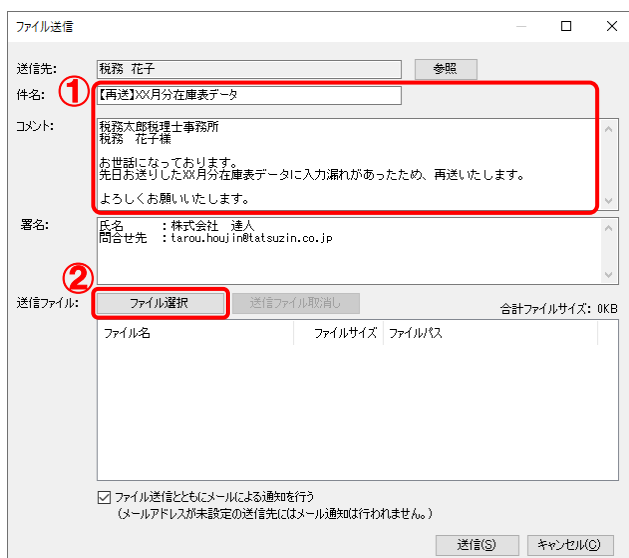 ファイル送信
送信先: 税務 花子 参照
①
件名: 【再送】XX月分在庫表データ
コメント: 税務太郎税理士事務所
税務 花子様
お世話になっております。
先日お送りしたXX月分在庫表データに入力漏れがあったため、再送いたします。
よろしくお願いいたします。
署名: 氏名 :株式会社 達人
問合せ先 :tarou.houjin@tatsuzin.co.jp
②
送信ファイル: ファイル選択 送信ファイル取消し 合計ファイルサイズ: 0KB
ファイル名 ファイルサイズ ファイルパス
ファイル送信とともにメールによる通知を行う
(メールアドレスが未設定の送信先にはメール通知は行われません。)
送信(S) キャンセル(C)